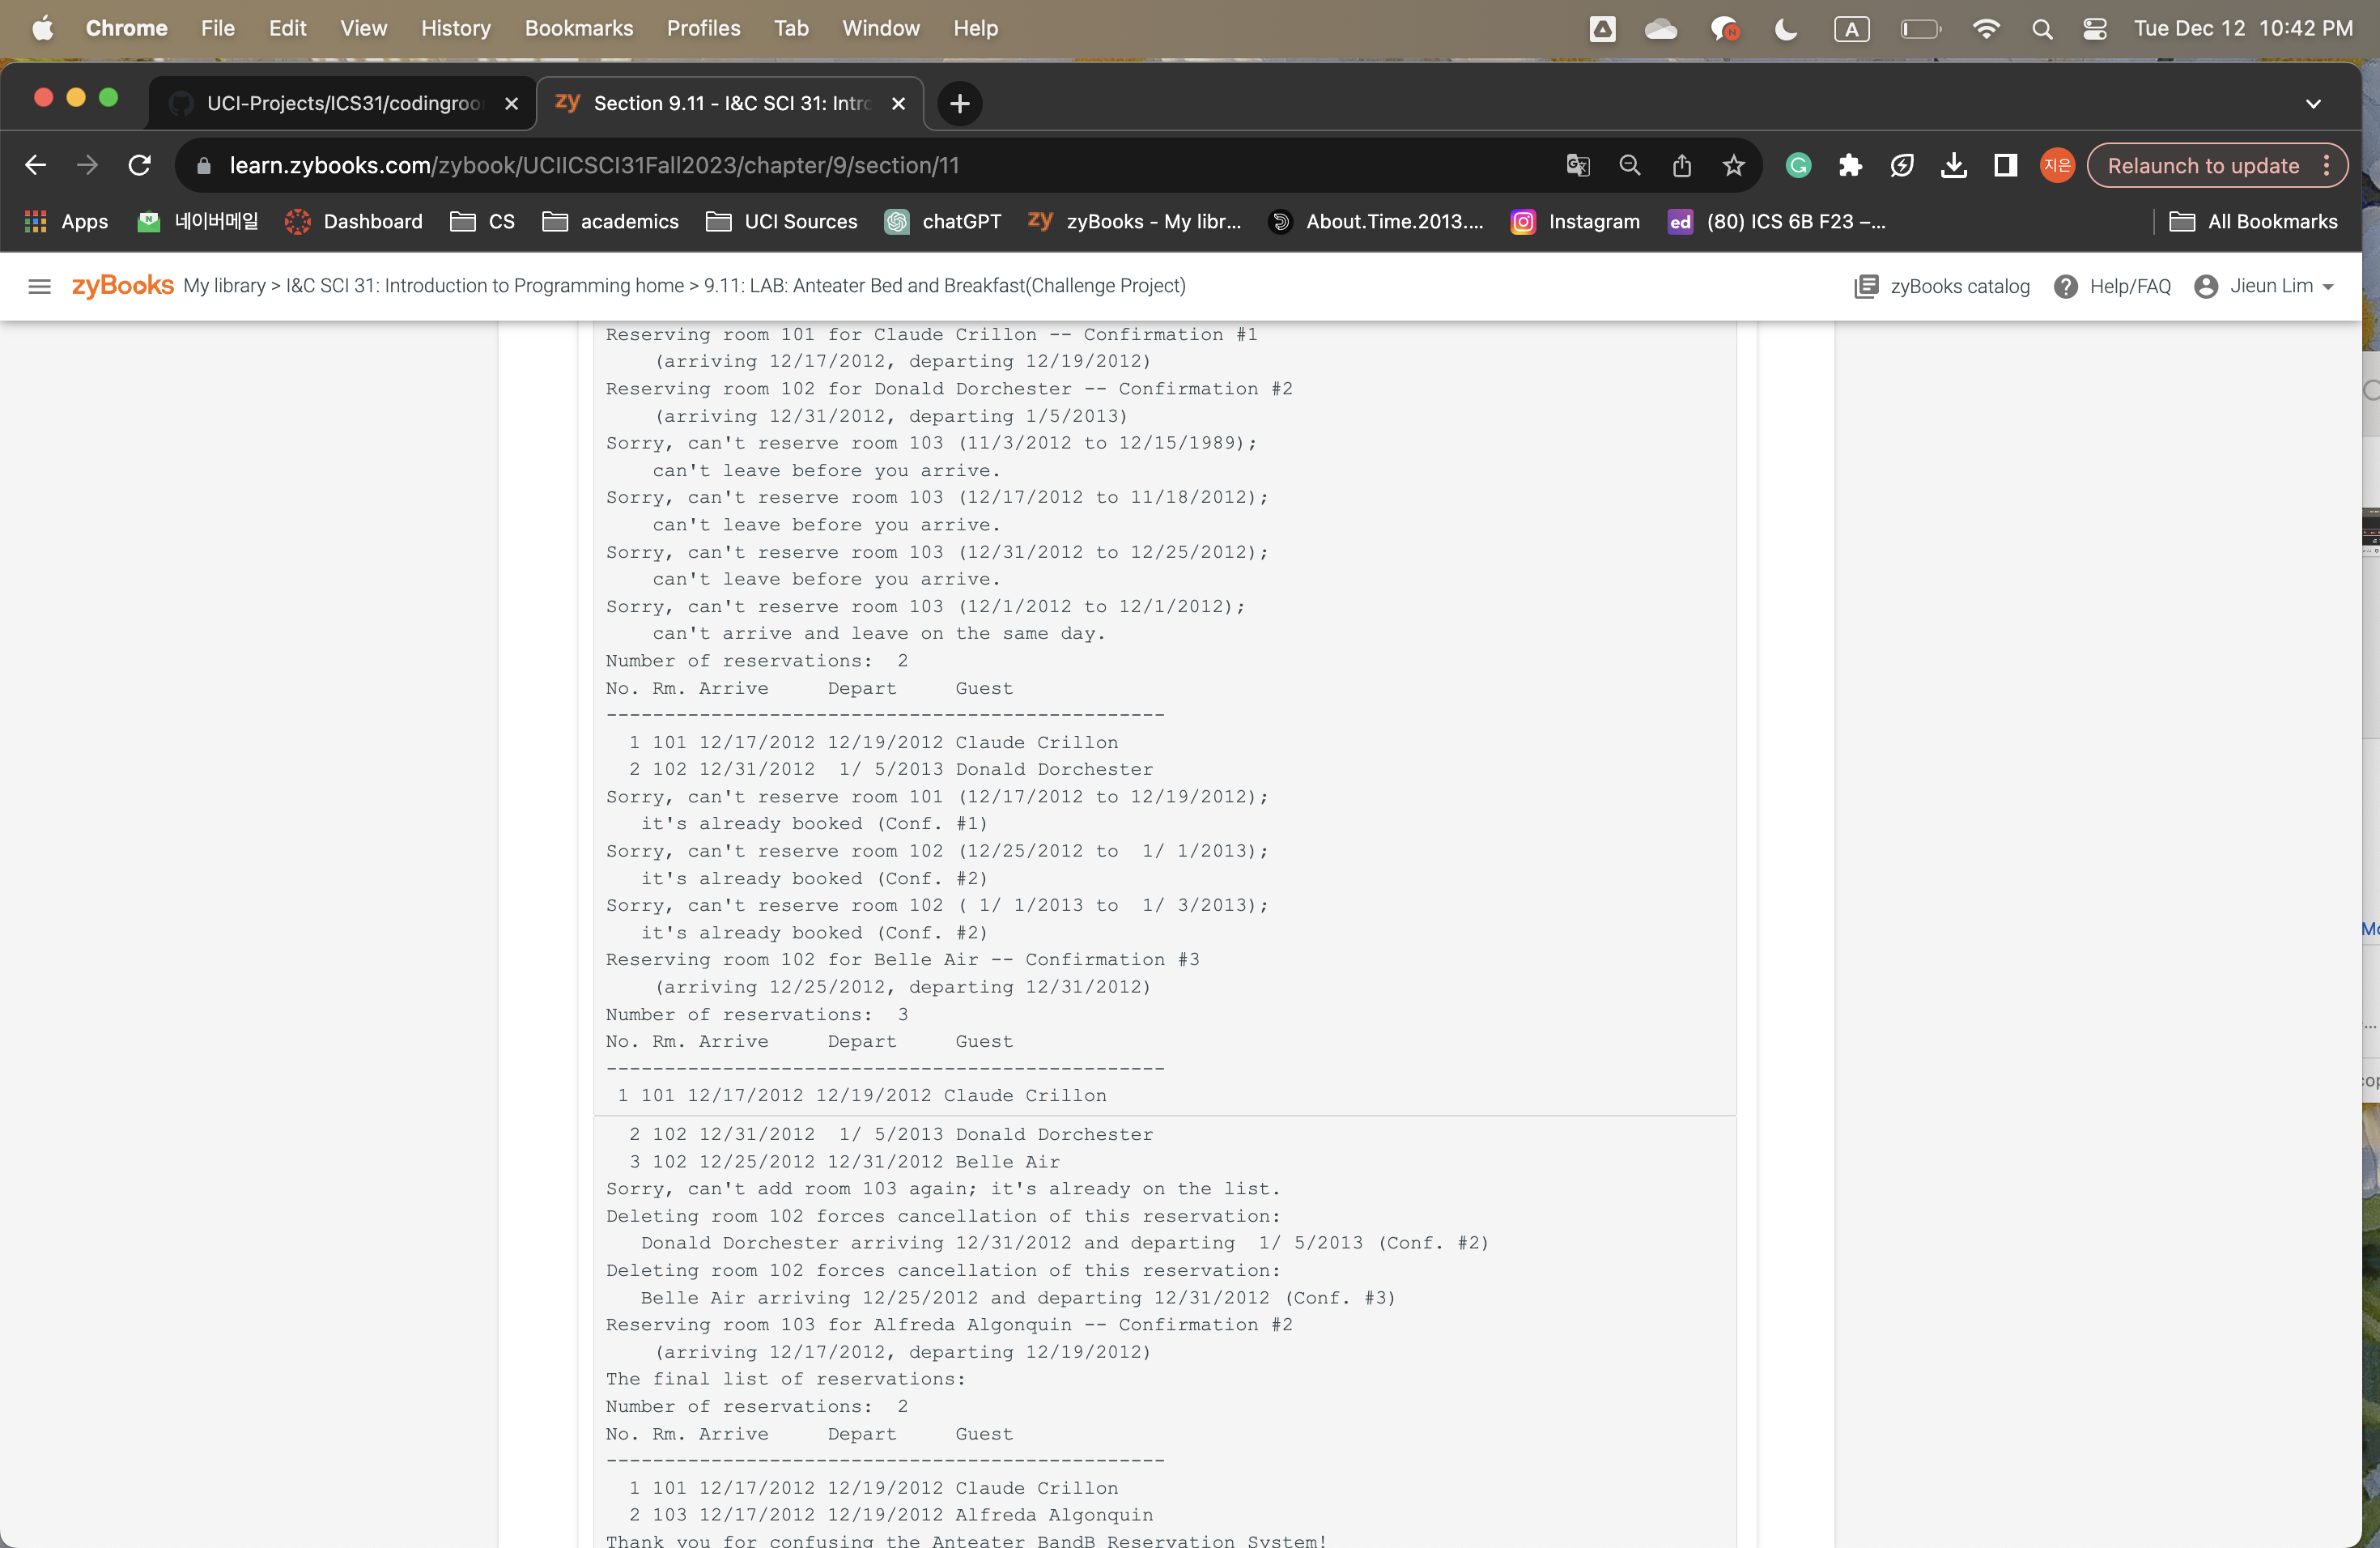 Chrome File Edit View History Bookmarks Profiles Tab Window Help A Tue Dec 12 10:42 PM
UCI-Projects/ICS31/codingroo zy Section 9.11 - I&C SCI 31: Intro
learn.zybooks.com/zybook/UCIICSCI31Fall2023/chapter/9/section/11 지은 Relaunch to update
Apps 네이버메일 Dashboard CS academics UCI Sources chatGPT zy zyBooks - My libr... About.Time.2013.... Instagram ed (80) ICS 6B F23 –... All Bookmarks
zyBooks My library > I&C SCI 31: Introduction to Programming home > 9.11: LAB: Anteater Bed and Breakfast(Challenge Project) zyBooks catalog Help/FAQ Jieun Lim
Reserving room 101 for Claude Crillon -- Confirmation #1
(arriving 12/17/2012, departing 12/19/2012)
Reserving room 102 for Donald Dorchester -- Confirmation #2
(arriving 12/31/2012, departing 1/5/2013)
Sorry, can't reserve room 103 (11/3/2012 to 12/15/1989);
can't leave before you arrive.
Sorry, can't reserve room 103 (12/17/2012 to 11/18/2012);
can't leave before you arrive.
Sorry, can't reserve room 103 (12/31/2012 to 12/25/2012);
can't leave before you arrive.
Sorry, can't reserve room 103 (12/1/2012 to 12/1/2012);
can't arrive and leave on the same day.
Number of reservations:  2
No. Rm. Arrive     Depart     Guest
------------------------------------------------
1 101 12/17/2012 12/19/2012 Claude Crillon
2 102 12/31/2012  1/ 5/2013 Donald Dorchester
Sorry, can't reserve room 101 (12/17/2012 to 12/19/2012);
it's already booked (Conf. #1)
Sorry, can't reserve room 102 (12/25/2012 to  1/ 1/2013);
it's already booked (Conf. #2)
Sorry, can't reserve room 102 ( 1/ 1/2013 to  1/ 3/2013);
it's already booked (Conf. #2)
Reserving room 102 for Belle Air -- Confirmation #3
(arriving 12/25/2012, departing 12/31/2012)
Number of reservations:  3
No. Rm. Arrive     Depart     Guest
------------------------------------------------
1 101 12/17/2012 12/19/2012 Claude Crillon
2 102 12/31/2012  1/ 5/2013 Donald Dorchester
3 102 12/25/2012 12/31/2012 Belle Air
Sorry, can't add room 103 again; it's already on the list.
Deleting room 102 forces cancellation of this reservation:
Donald Dorchester arriving 12/31/2012 and departing  1/ 5/2013 (Conf. #2)
Deleting room 102 forces cancellation of this reservation:
Belle Air arriving 12/25/2012 and departing 12/31/2012 (Conf. #3)
Reserving room 103 for Alfreda Algonquin -- Confirmation #2
(arriving 12/17/2012, departing 12/19/2012)
The final list of reservations:
Number of reservations:  2
No. Rm. Arrive     Depart     Guest
------------------------------------------------
1 101 12/17/2012 12/19/2012 Claude Crillon
2 103 12/17/2012 12/19/2012 Alfreda Algonquin
Thank you for confusing the Anteater BandB Reservation System!